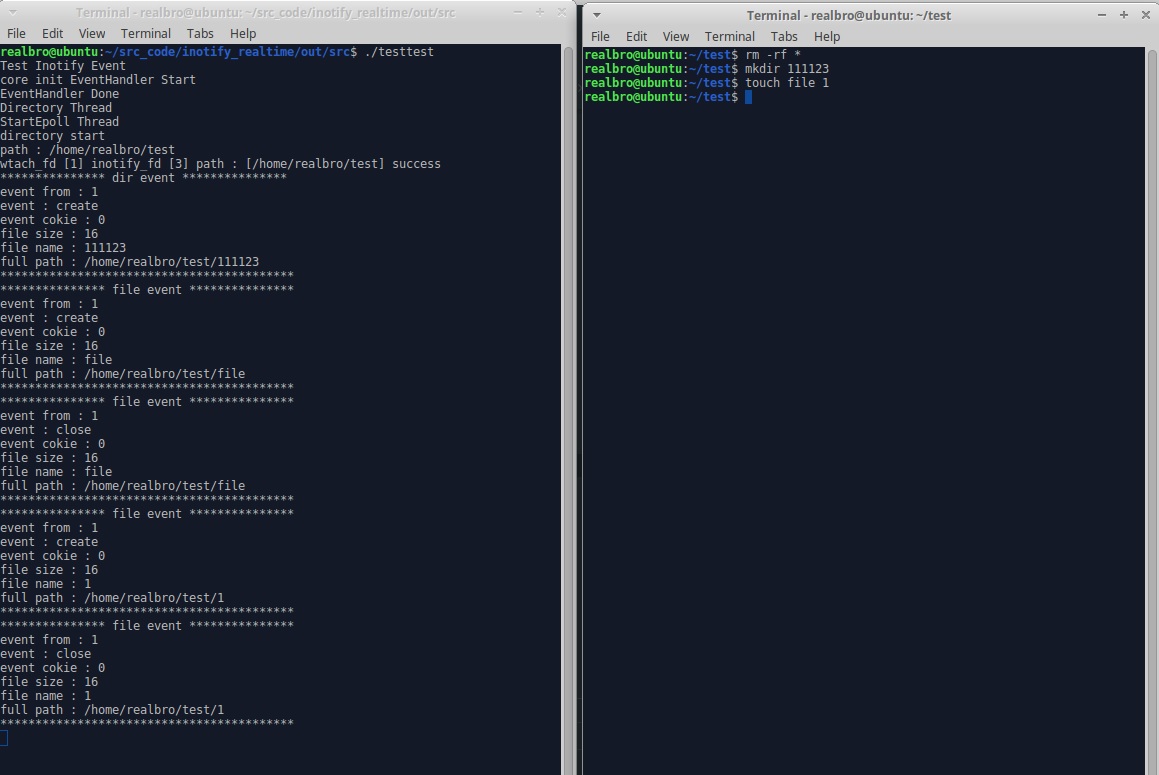 Terminal - realbro@ubuntu: ~/src_code/inotify_realtime/out/src
File Edit View Terminal Tabs Help
realbro@ubuntu:~/src_code/inotify_realtime/out/src$ ./testtest
Test Inotify Event
core init EventHandler Start
EventHandler Done
Directory Thread
StartEpoll Thread
directory start
path : /home/realbro/test
wtach_fd [1] inotify_fd [3] path : [/home/realbro/test] success
*************** dir event ***************
event from : 1
event : create
event cokie : 0
file size : 16
file name : 111123
full path : /home/realbro/test/111123
******************************************
*************** file event ***************
event from : 1
event : create
event cokie : 0
file size : 16
file name : file
full path : /home/realbro/test/file
******************************************
*************** file event ***************
event from : 1
event : close
event cokie : 0
file size : 16
file name : file
full path : /home/realbro/test/file
******************************************
*************** file event ***************
event from : 1
event : create
event cokie : 0
file size : 16
file name : 1
full path : /home/realbro/test/1
******************************************
*************** file event ***************
event from : 1
event : close
event cokie : 0
file size : 16
file name : 1
full path : /home/realbro/test/1
******************************************
Terminal - realbro@ubuntu: ~/test
File Edit View Terminal Tabs Help
realbro@ubuntu:~/test$ rm -rf *
realbro@ubuntu:~/test$ mkdir 111123
realbro@ubuntu:~/test$ touch file 1
realbro@ubuntu:~/test$